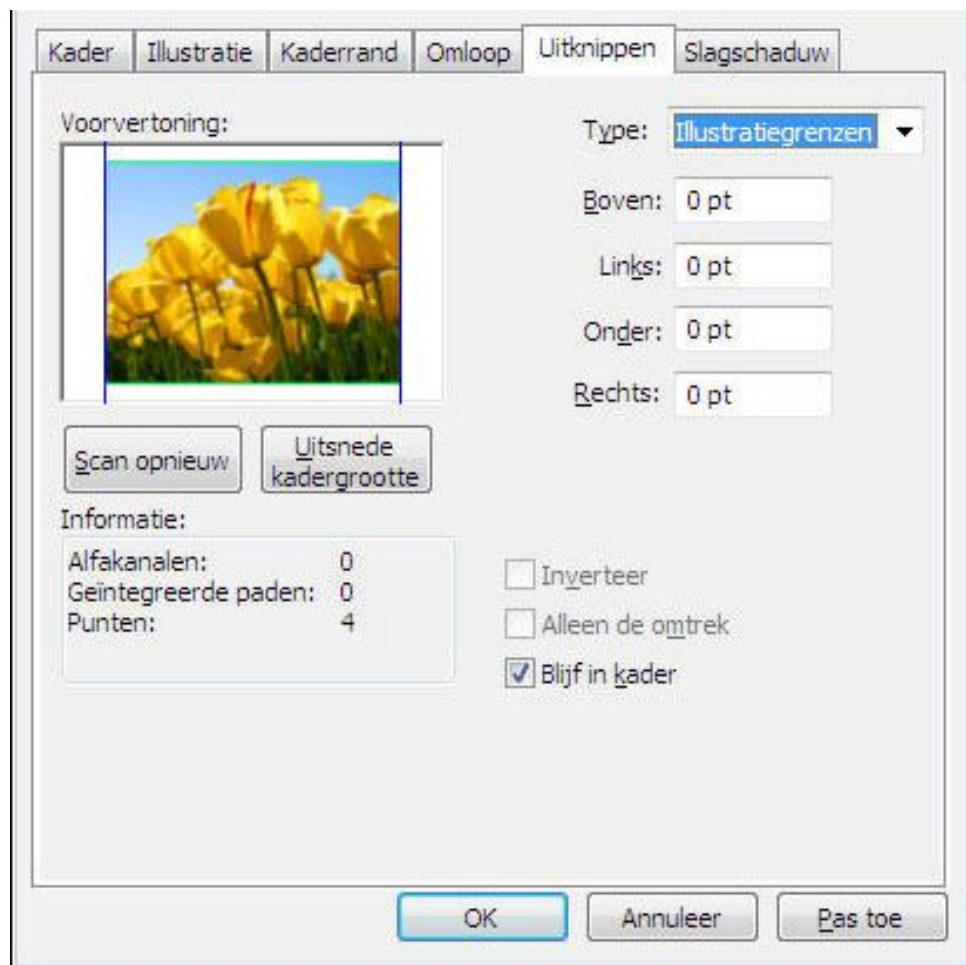 Kader Illustratie Kaderrand Omloop Uitknippen Slagschaduw
Voorvertoning:
Type: Illustratiegrenzen
Boven: 0 pt
Links: 0 pt
Onder: 0 pt
Rechts: 0 pt
Scan opnieuw
Uitsnede
kadergrootte
Informatie:
Alfakanalen: 0
Geïntegreerde paden: 0
Punten: 4
Inverteer
Alleen de omtrek
Blijf in kader
OK Annuleer Pas toe